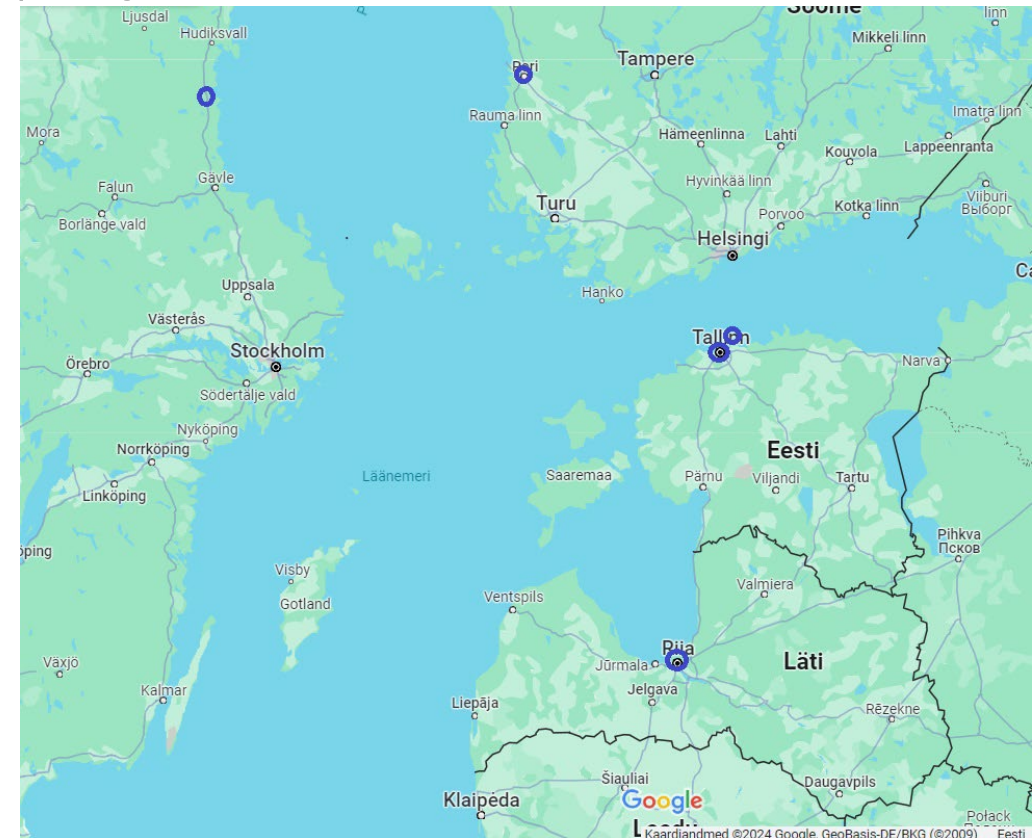 Ljusdal
Hudiksvall
Soome
linn
Mikkeli linn
Pori
Tampere
Rauma linn
Imatra linn
Mora
Hämeenlinna
Lahti
Kouvola
Lappeenranta
Falun
Gävle
Hyvinkää linn
Viiburi
Выборг
Borlänge vald
Turu
Porvoo
Kotka linn
Helsingi
Uppsala
Hanko
Västerås
Stockholm
Tallinn
Narva
Örebro
Södertälje vald
Nyköping
Norrköping
Linköping
Läänemeri
Saaremaa
Eesti
Pärnu
Viljandi
Tartu
Pihkva
Псков
Visby
Gotland
Ventspils
Valmiera
Växjö
Kalmar
Riia
Jūrmala
Läti
Jelgava
Liepāja
Rēzekne
Šiauliai
Daugavpils
Klaipėda
Google
Połack
Kaardiandmed ©2024 Google, GeoBasis-DE/BKG (©2009)
Eesti